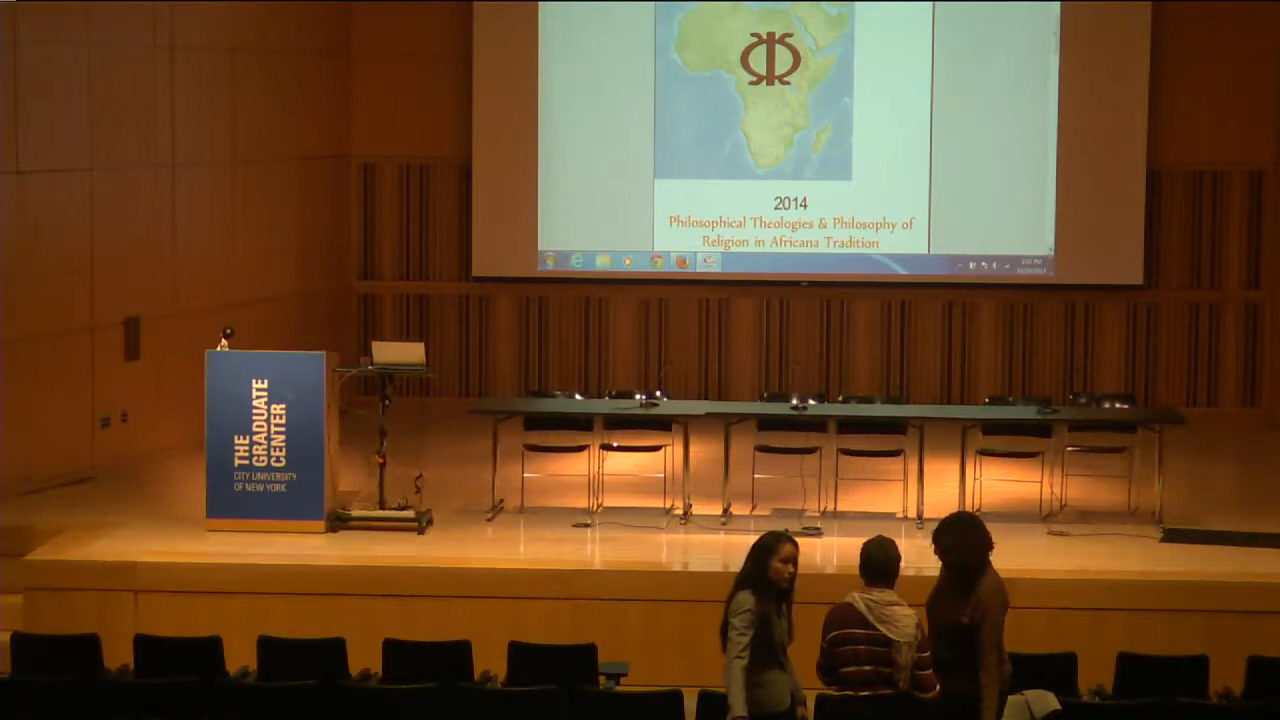 2014
Philosophical Theologies & Philosophy of
Religion in Africana Tradition
THE
GRADUATE
CENTER
CITY UNIVERSITY
OF NEW YORK